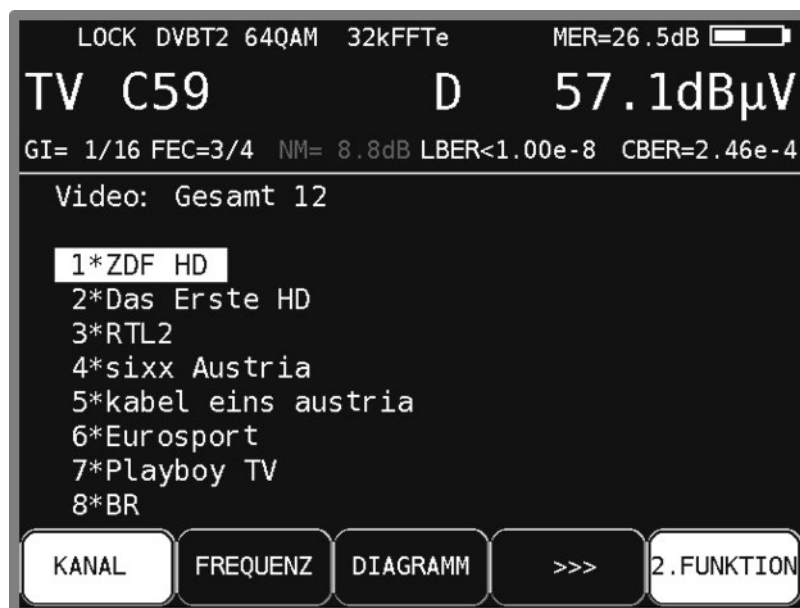 LOCK DVBT2 64QAM 32kFFTe MER=26.5dB
TV C59 D 57.1dBµV
GI= 1/16 FEC=3/4 NM= 8.8dB LBER<1.00e-8 CBER=2.46e-4
Video: Gesamt 12
1*ZDF HD
2*Das Erste HD
3*RTL2
4*sixx Austria
5*kabel eins austria
6*Eurosport
7*Playboy TV
8*BR
KANAL FREQUENZ DIAGRAMM >>> 2.FUNKTION